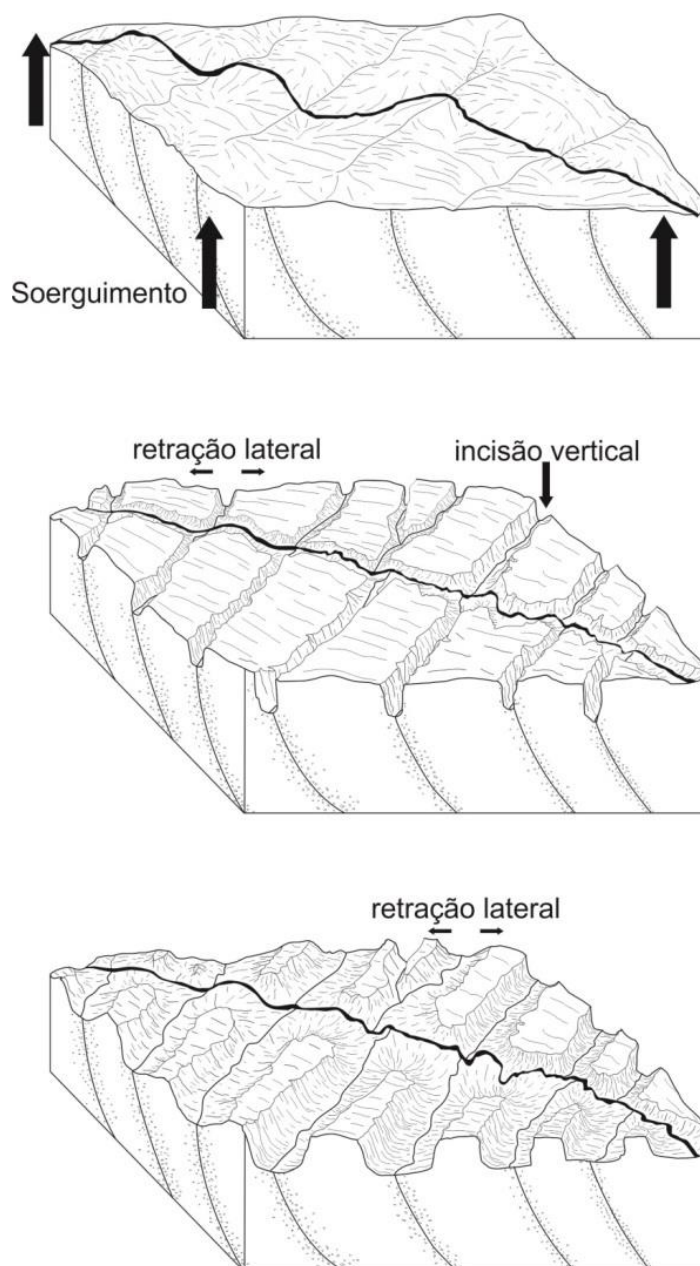 Soerguimento
retração lateral
incisão vertical
retração lateral